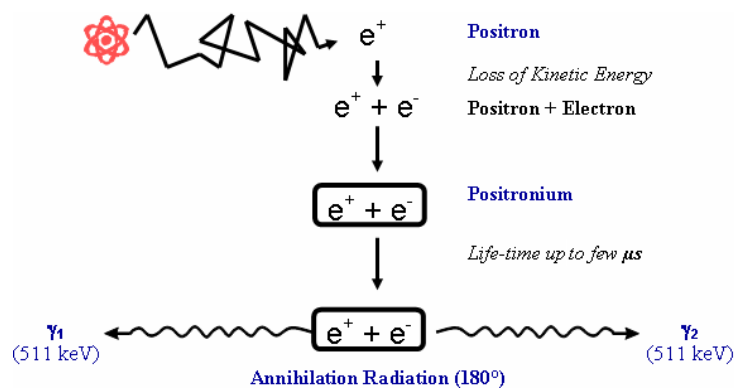 e⁺ Positron
Loss of Kinetic Energy
e⁺ + e⁻ Positron + Electron
e⁺ + e⁻ Positronium
Life-time up to few μs
γ₁ e⁺ + e⁻ γ₂
(511 keV) (511 keV)
Annihilation Radiation (180°)